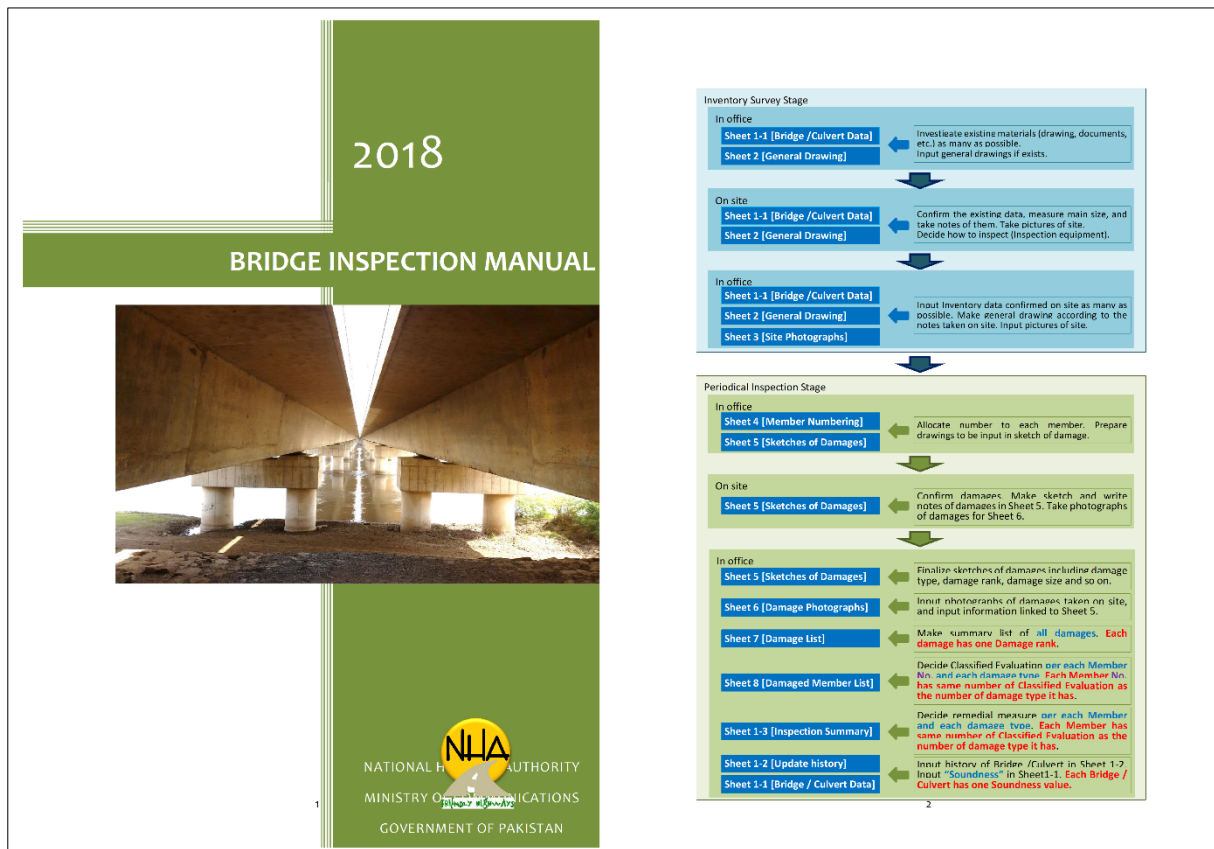 2018
BRIDGE INSPECTION MANUAL
NHA
NATIONAL H AUTHORITY
MINISTRY O NICATIONS
GOVERNMENT OF PAKISTAN
1
Inventory Survey Stage
In office
Sheet 1-1 [Bridge /Culvert Data]
Sheet 2 [General Drawing]
Investigate existing materials (drawing, documents,
etc.) as many as possible.
Input general drawings if exists.
On site
Sheet 1-1 [Bridge /Culvert Data]
Sheet 2 [General Drawing]
Confirm the existing data, measure main size, and
take notes of them. Take pictures of site.
Decide how to inspect (Inspection equipment).
In office
Sheet 1-1 [Bridge /Culvert Data]
Sheet 2 [General Drawing]
Sheet 3 [Site Photographs]
Input Inventory data confirmed on site as many as
possible. Make general drawing according to the
notes taken on site. Input pictures of site.
Periodical Inspection Stage
In office
Sheet 4 [Member Numbering]
Sheet 5 [Sketches of Damages]
Allocate number to each member. Prepare
drawings to be input in sketch of damage.
On site
Sheet 5 [Sketches of Damages]
Confirm damages. Make sketch and write
notes of damages in Sheet 5. Take photographs
of damages for Sheet 6.
In office
Sheet 5 [Sketches of Damages]
Finalize sketches of damages including damage
type, damage rank, damage size and so on.
Sheet 6 [Damage Photographs]
Input photographs of damages taken on site,
and input information linked to Sheet 5.
Sheet 7 [Damage List]
Make summary list of all damages. Each
damage has one Damage rank.
Sheet 8 [Damaged Member List]
Decide Classified Evaluation per each Member
No. and each damage type. Each Member No.
has same number of Classified Evaluation as
the number of damage type it has.
Sheet 1-3 [Inspection Summary]
Decide remedial measure per each Member
and each damage type. Each Member has
same number of Classified Evaluation as the
number of damage type it has.
Sheet 1-2 [Update history]
Sheet 1-1 [Bridge / Culvert Data]
Input history of Bridge /Culvert in Sheet 1-2.
Input "Soundness" in Sheet1-1. Each Bridge /
Culvert has one Soundness value.
2